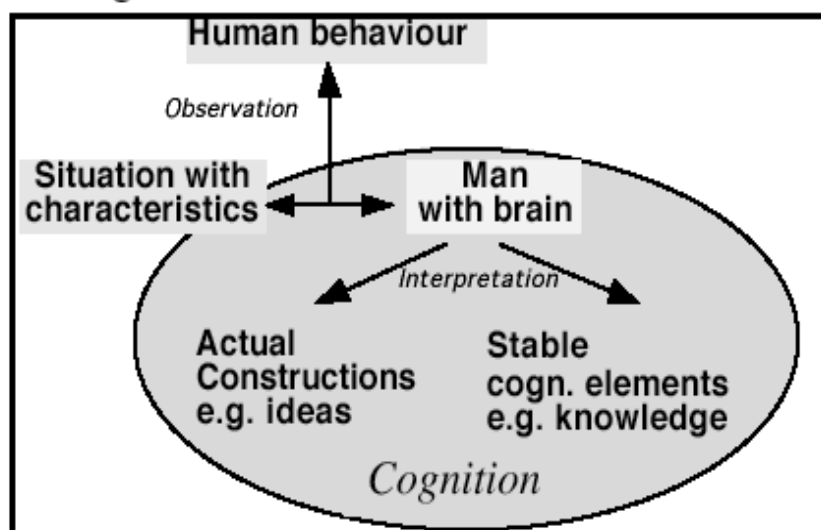 Human behaviour
Observation
Situation with
characteristics
Man
with brain
Interpretation
Actual
Constructions
e.g. ideas
Stable
cogn. elements
e.g. knowledge
Cognition